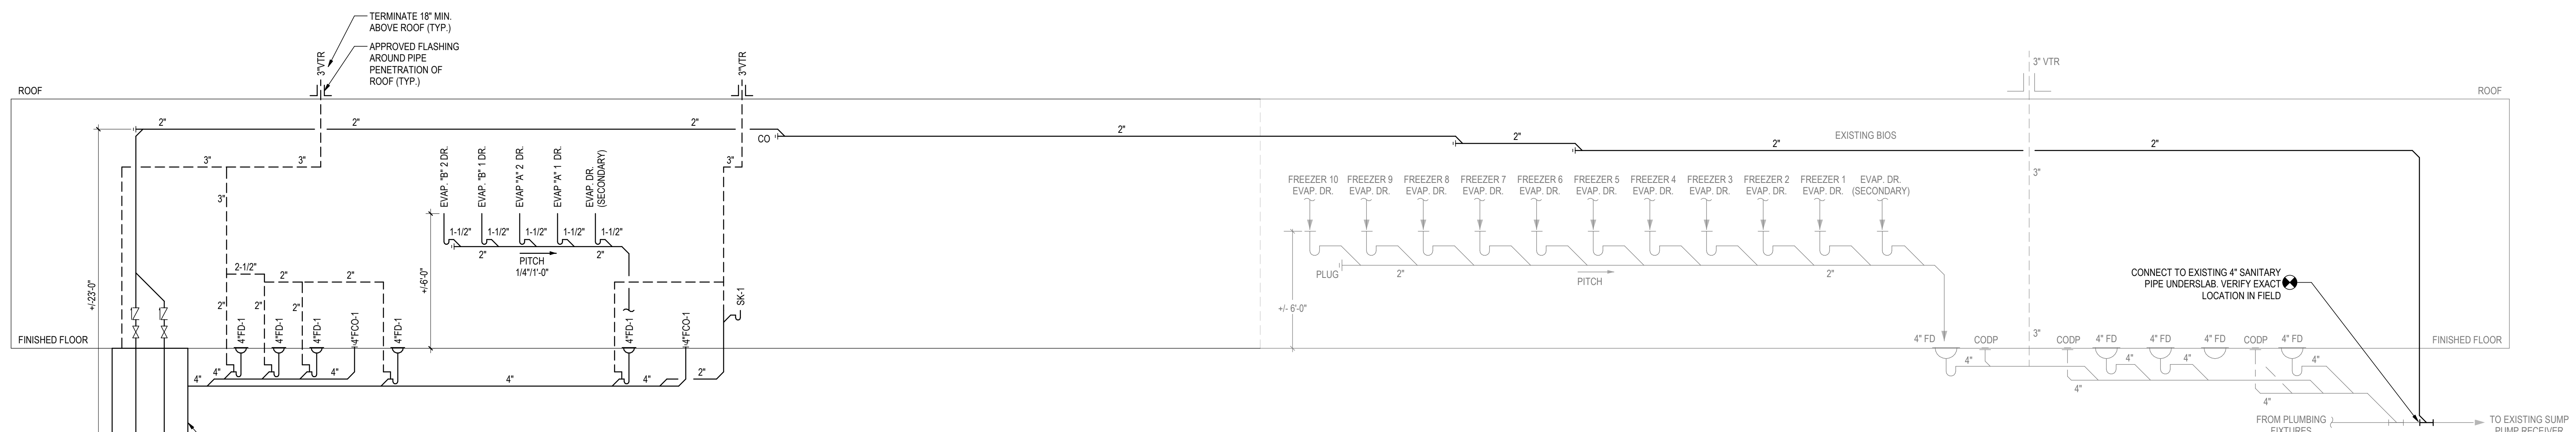 TERMINATE 18" MIN.
ABOVE ROOF (TYP.)
APPROVED FLASHING
AROUND PIPE
PENETRATION OF
ROOF (TYP.)
3"VTR
3"VTR
3" VTR
ROOF
ROOF
2"
2"
2"
CO
2"
2"
EXISTING BIOS
2"
2"
3"
3"
3"
3"
3"
EVAP. "B" 2 DR.
EVAP. "B" 1 DR.
EVAP "A" 2 DR.
EVAP "A" 1 DR.
EVAP. DR.
(SECONDARY)
FREEZER 10
EVAP. DR.
FREEZER 9
EVAP. DR.
FREEZER 8
EVAP. DR.
FREEZER 7
EVAP. DR.
FREEZER 6
EVAP. DR.
FREEZER 5
EVAP. DR.
FREEZER 4
EVAP. DR.
FREEZER 3
EVAP. DR.
FREEZER 2
EVAP. DR.
FREEZER 1
EVAP. DR.
EVAP. DR.
(SECONDARY)
1-1/2"
1-1/2"
1-1/2"
1-1/2"
1-1/2"
2"
2"
PITCH
1/4"/1'-0"
+/-23'-0"
+/-6'-0"
2-1/2"
2"
2"
2"
2"
2"
PLUG
2"
PITCH
2"
+/- 6'-0"
CONNECT TO EXISTING 4" SANITARY
PIPE UNDERSLAB. VERIFY EXACT
LOCATION IN FIELD
SK-1
FINISHED FLOOR
4"FD-1
4"FD-1
4"FD-1
4"FCO-1
4"FD-1
4"FD-1
4"FCO-1
3"
4" FD
CODP
CODP
4" FD
4" FD
4" FD
CODP
4" FD
FINISHED FLOOR
4"
4"
4"
4"
4"
4"
4"
2"
4"
4"
4"
4"
4"
4"
FROM PLUMBING
FIXTURES
TO EXISTING SUMP
PUMP RECEIVER